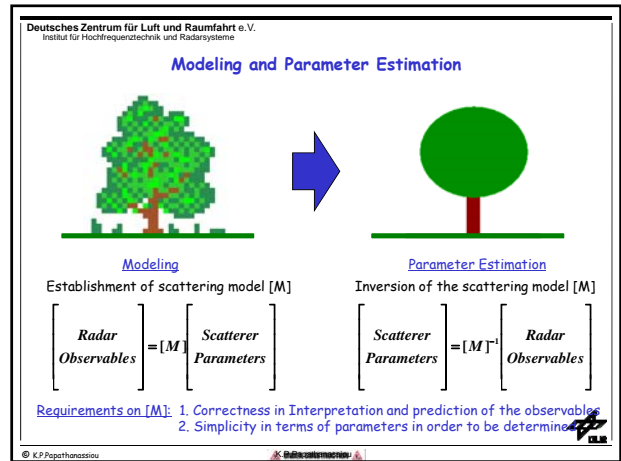 Deutsches Zentrum für Luft und Raumfahrt e.V.
Institut für Hochfrequenztechnik und Radarsysteme
Modeling and Parameter Estimation
Modeling
Establishment of scattering model [M]
Radar Observables = [M] Scatterer Parameters
Parameter Estimation
Inversion of the scattering model [M]
Scatterer Parameters = [M]⁻¹ Radar Observables
Requirements on [M]: 1. Correctness in Interpretation and prediction of the observables
2. Simplicity in terms of parameters in order to be determined
DLR
© K.P.Papathanassiou